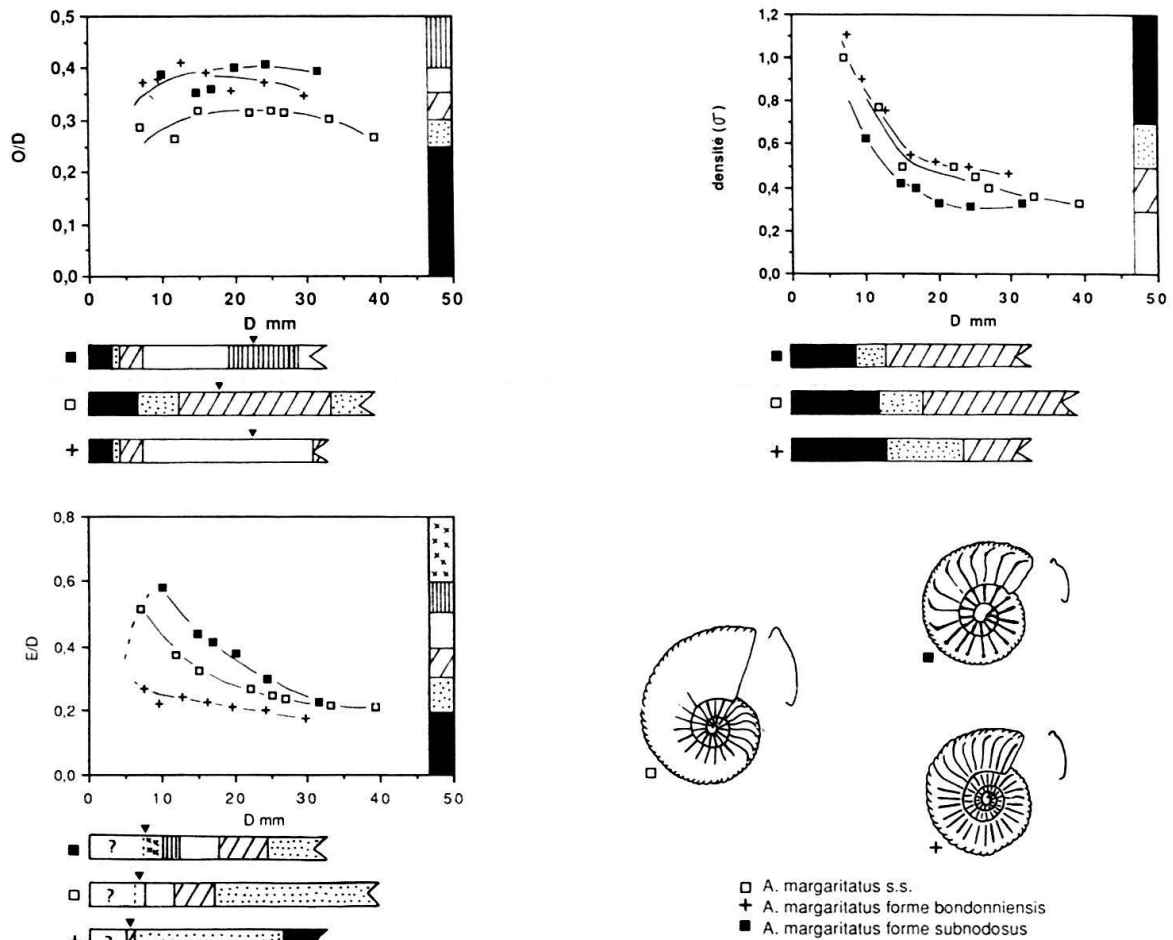 0,5
0,4
0,3
0,2
0,1
0,0
O/D
0 10 20 30 40 50
D mm
1,2
1,0
0,8
0,6
0,4
0,2
0,0
densité (σ)
0 10 20 30 40 50
D mm
0,8
0,6
0,4
0,2
0,0
E/D
0 10 20 30 40 50
D mm
?
?
?
A. margaritatus s.s.
A. margaritatus forme bondonniensis
A. margaritatus forme subnodosus